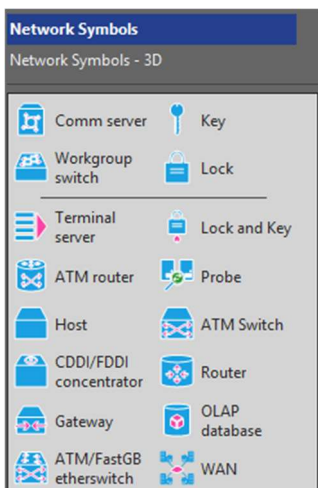 Network Symbols
Network Symbols - 3D
Comm server
Key
Workgroup
switch
Lock
Terminal
server
Lock and Key
ATM router
Probe
Host
ATM Switch
CDDI/FDDI
concentrator
Router
Gateway
OLAP
database
ATM/FastGB
etherswitch
WAN